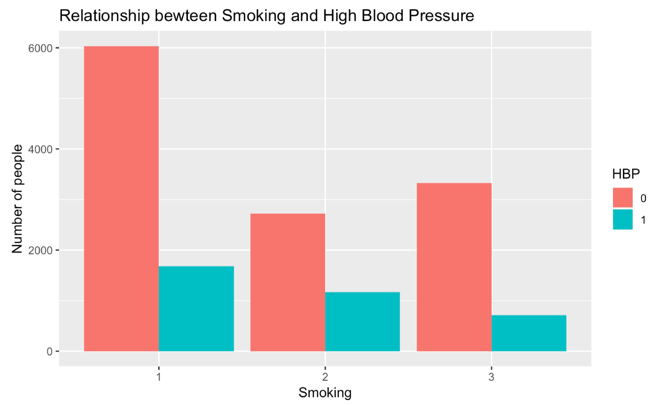 Relationship bewteen Smoking and High Blood Pressure
6000
4000
2000
0
Number of people
1 2 3
Smoking
HBP
0
1